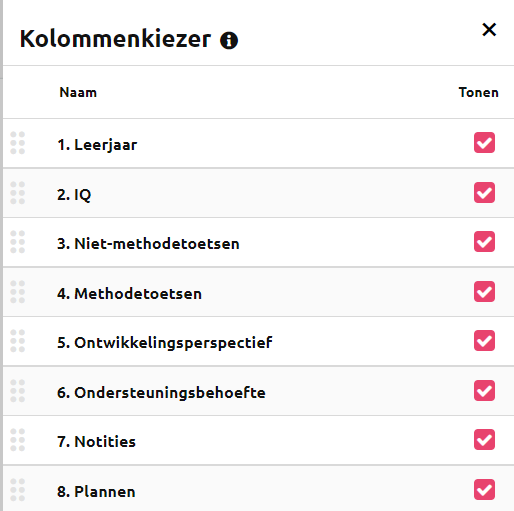 Kolommenkiezer
Naam Tonen
1. Leerjaar
2. IQ
3. Niet-methodetoetsen
4. Methodetoetsen
5. Ontwikkelingsperspectief
6. Ondersteuningsbehoefte
7. Notities
8. Plannen